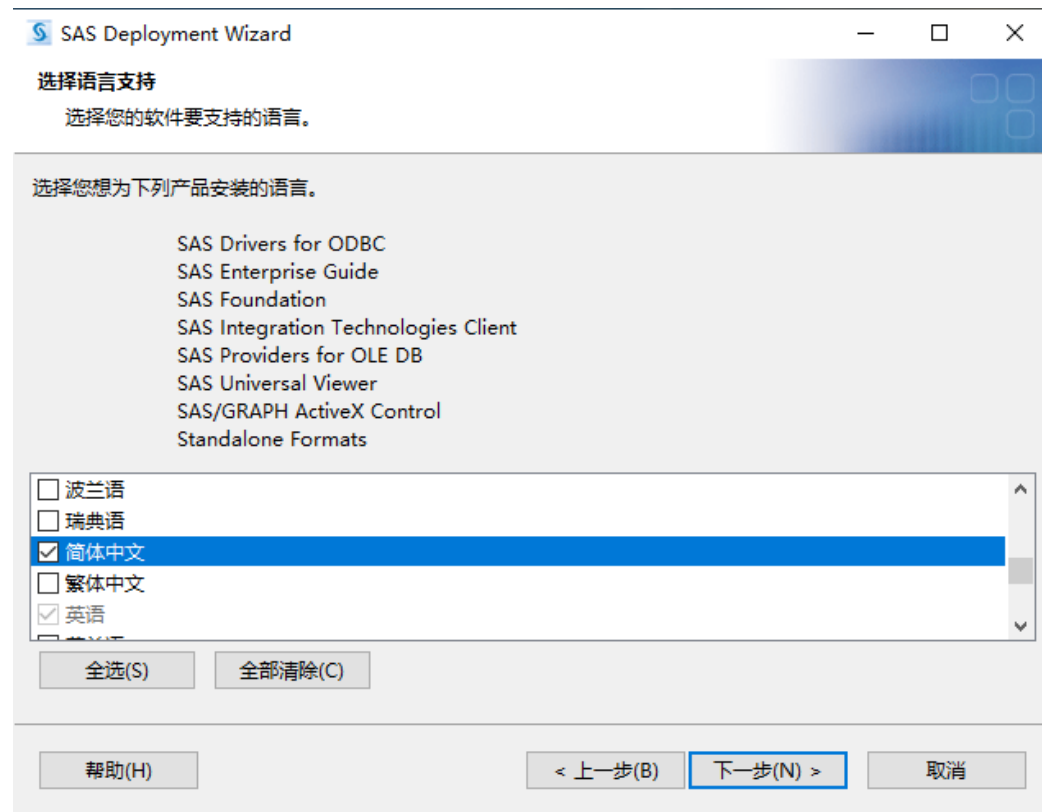 SAS Deployment Wizard
选择语言支持
选择您的软件要支持的语言。
选择您想为下列产品安装的语言。
SAS Drivers for ODBC
SAS Enterprise Guide
SAS Foundation
SAS Integration Technologies Client
SAS Providers for OLE DB
SAS Universal Viewer
SAS/GRAPH ActiveX Control
Standalone Formats
波兰语
瑞典语
简体中文
繁体中文
英语
全选(S) 全部清除(C)
帮助(H) < 上一步(B) 下一步(N) > 取消